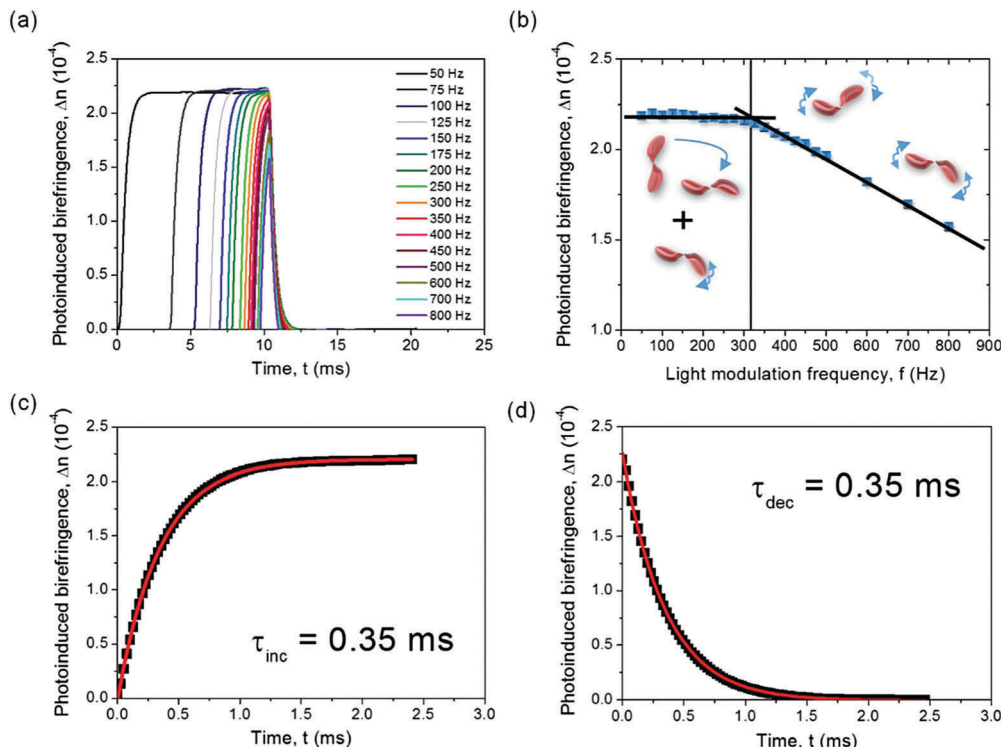 (a)
Photoinduced birefringence, Δn (10⁻⁴)
2.5
2.0
1.5
1.0
0.5
0.0
0 5 10 15 20 25
Time, t (ms)
50 Hz
75 Hz
100 Hz
125 Hz
150 Hz
175 Hz
200 Hz
250 Hz
300 Hz
350 Hz
400 Hz
450 Hz
500 Hz
600 Hz
700 Hz
800 Hz
(b)
Photoinduced birefringence, Δn (10⁻⁴)
2.5
2.0
1.5
1.0
+
0 100 200 300 400 500 600 700 800 900
Light modulation frequency, f (Hz)
(c)
Photoinduced birefringence, Δn (10⁻⁴)
2.5
2.0
1.5
1.0
0.5
0.0
τinc = 0.35 ms
0.0 0.5 1.0 1.5 2.0 2.5 3.0
Time, t (ms)
(d)
Photoinduced birefringence, Δn (10⁻⁴)
2.5
2.0
1.5
1.0
0.5
0.0
τdec = 0.35 ms
0.0 0.5 1.0 1.5 2.0 2.5 3.0
Time, t (ms)